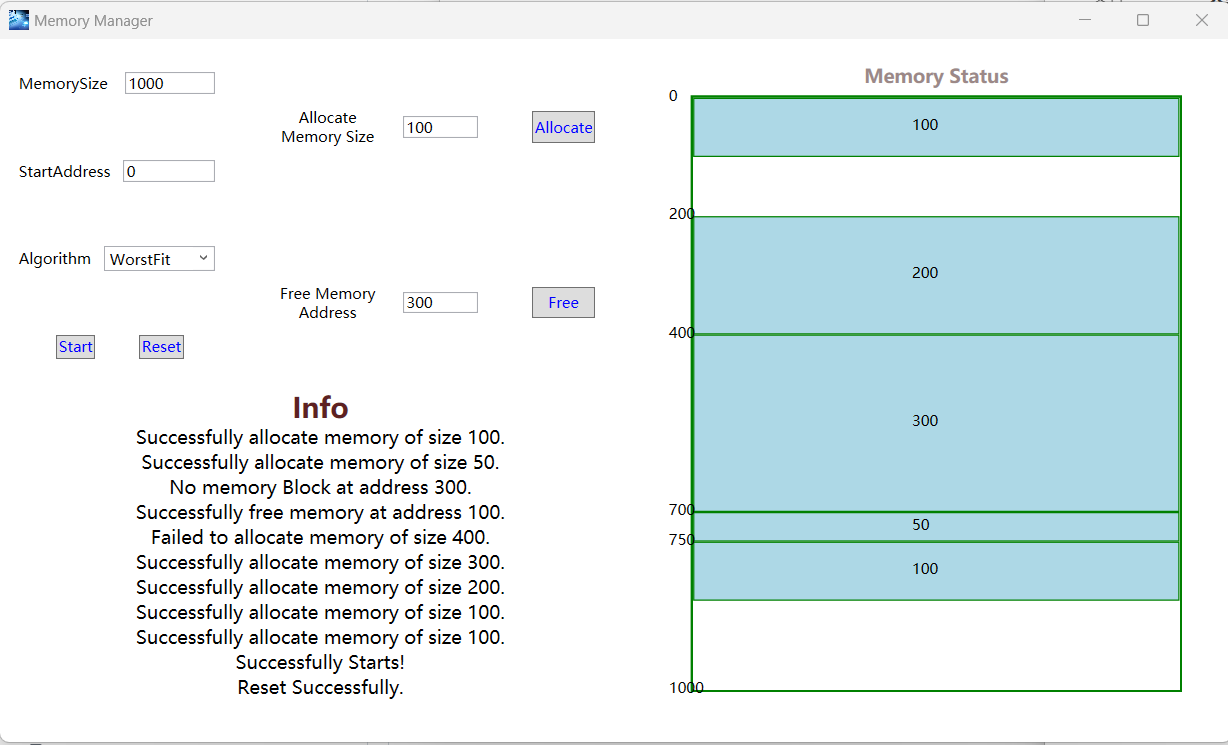 Memory Manager
MemorySize 1000
Allocate
Memory Size 100 Allocate
StartAddress 0
Algorithm WorstFit
Free Memory
Address 300 Free
Start Reset
Info
Successfully allocate memory of size 100.
Successfully allocate memory of size 50.
No memory Block at address 300.
Successfully free memory at address 100.
Failed to allocate memory of size 400.
Successfully allocate memory of size 300.
Successfully allocate memory of size 200.
Successfully allocate memory of size 100.
Successfully allocate memory of size 100.
Successfully Starts!
Reset Successfully.
Memory Status
0
100
200
200
400
300
700
50
750
100
1000